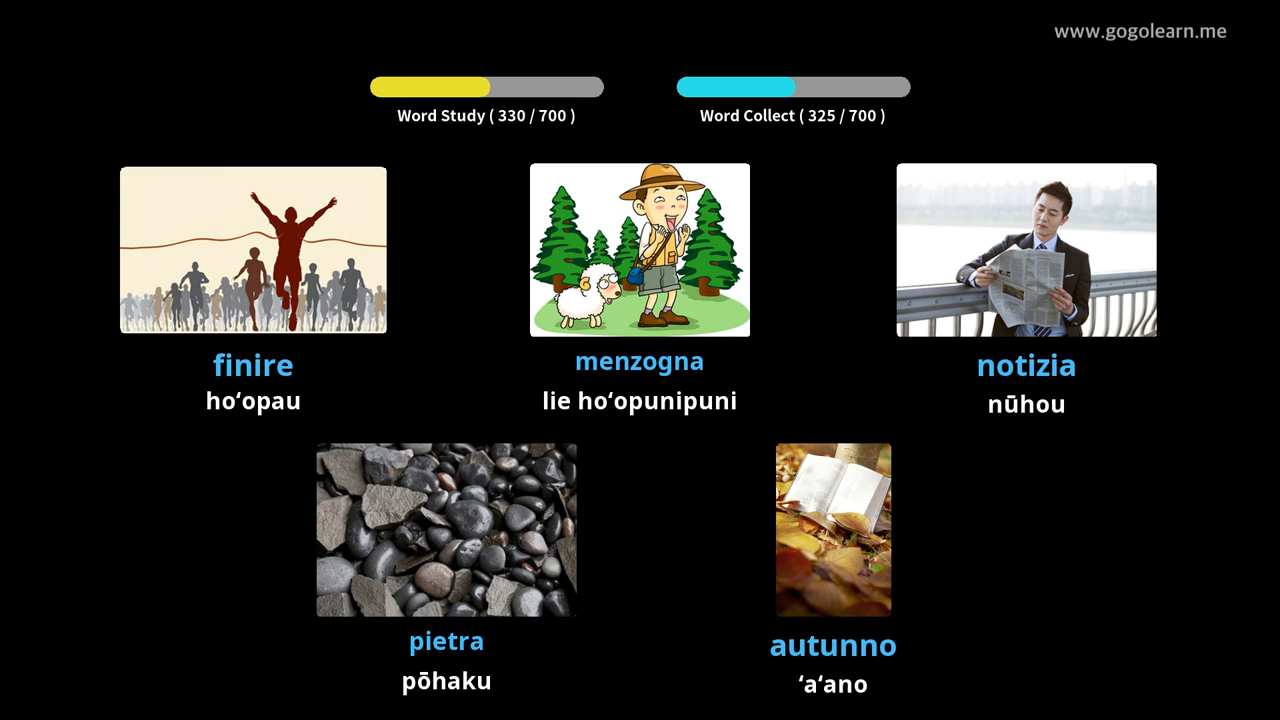 www.gogolearn.me
Word Study ( 330 / 700 )
Word Collect ( 325 / 700 )
finire
hoʻopau
menzogna
lie hoʻopunipuni
notizia
nūhou
pietra
pōhaku
autunno
ʻaʻano